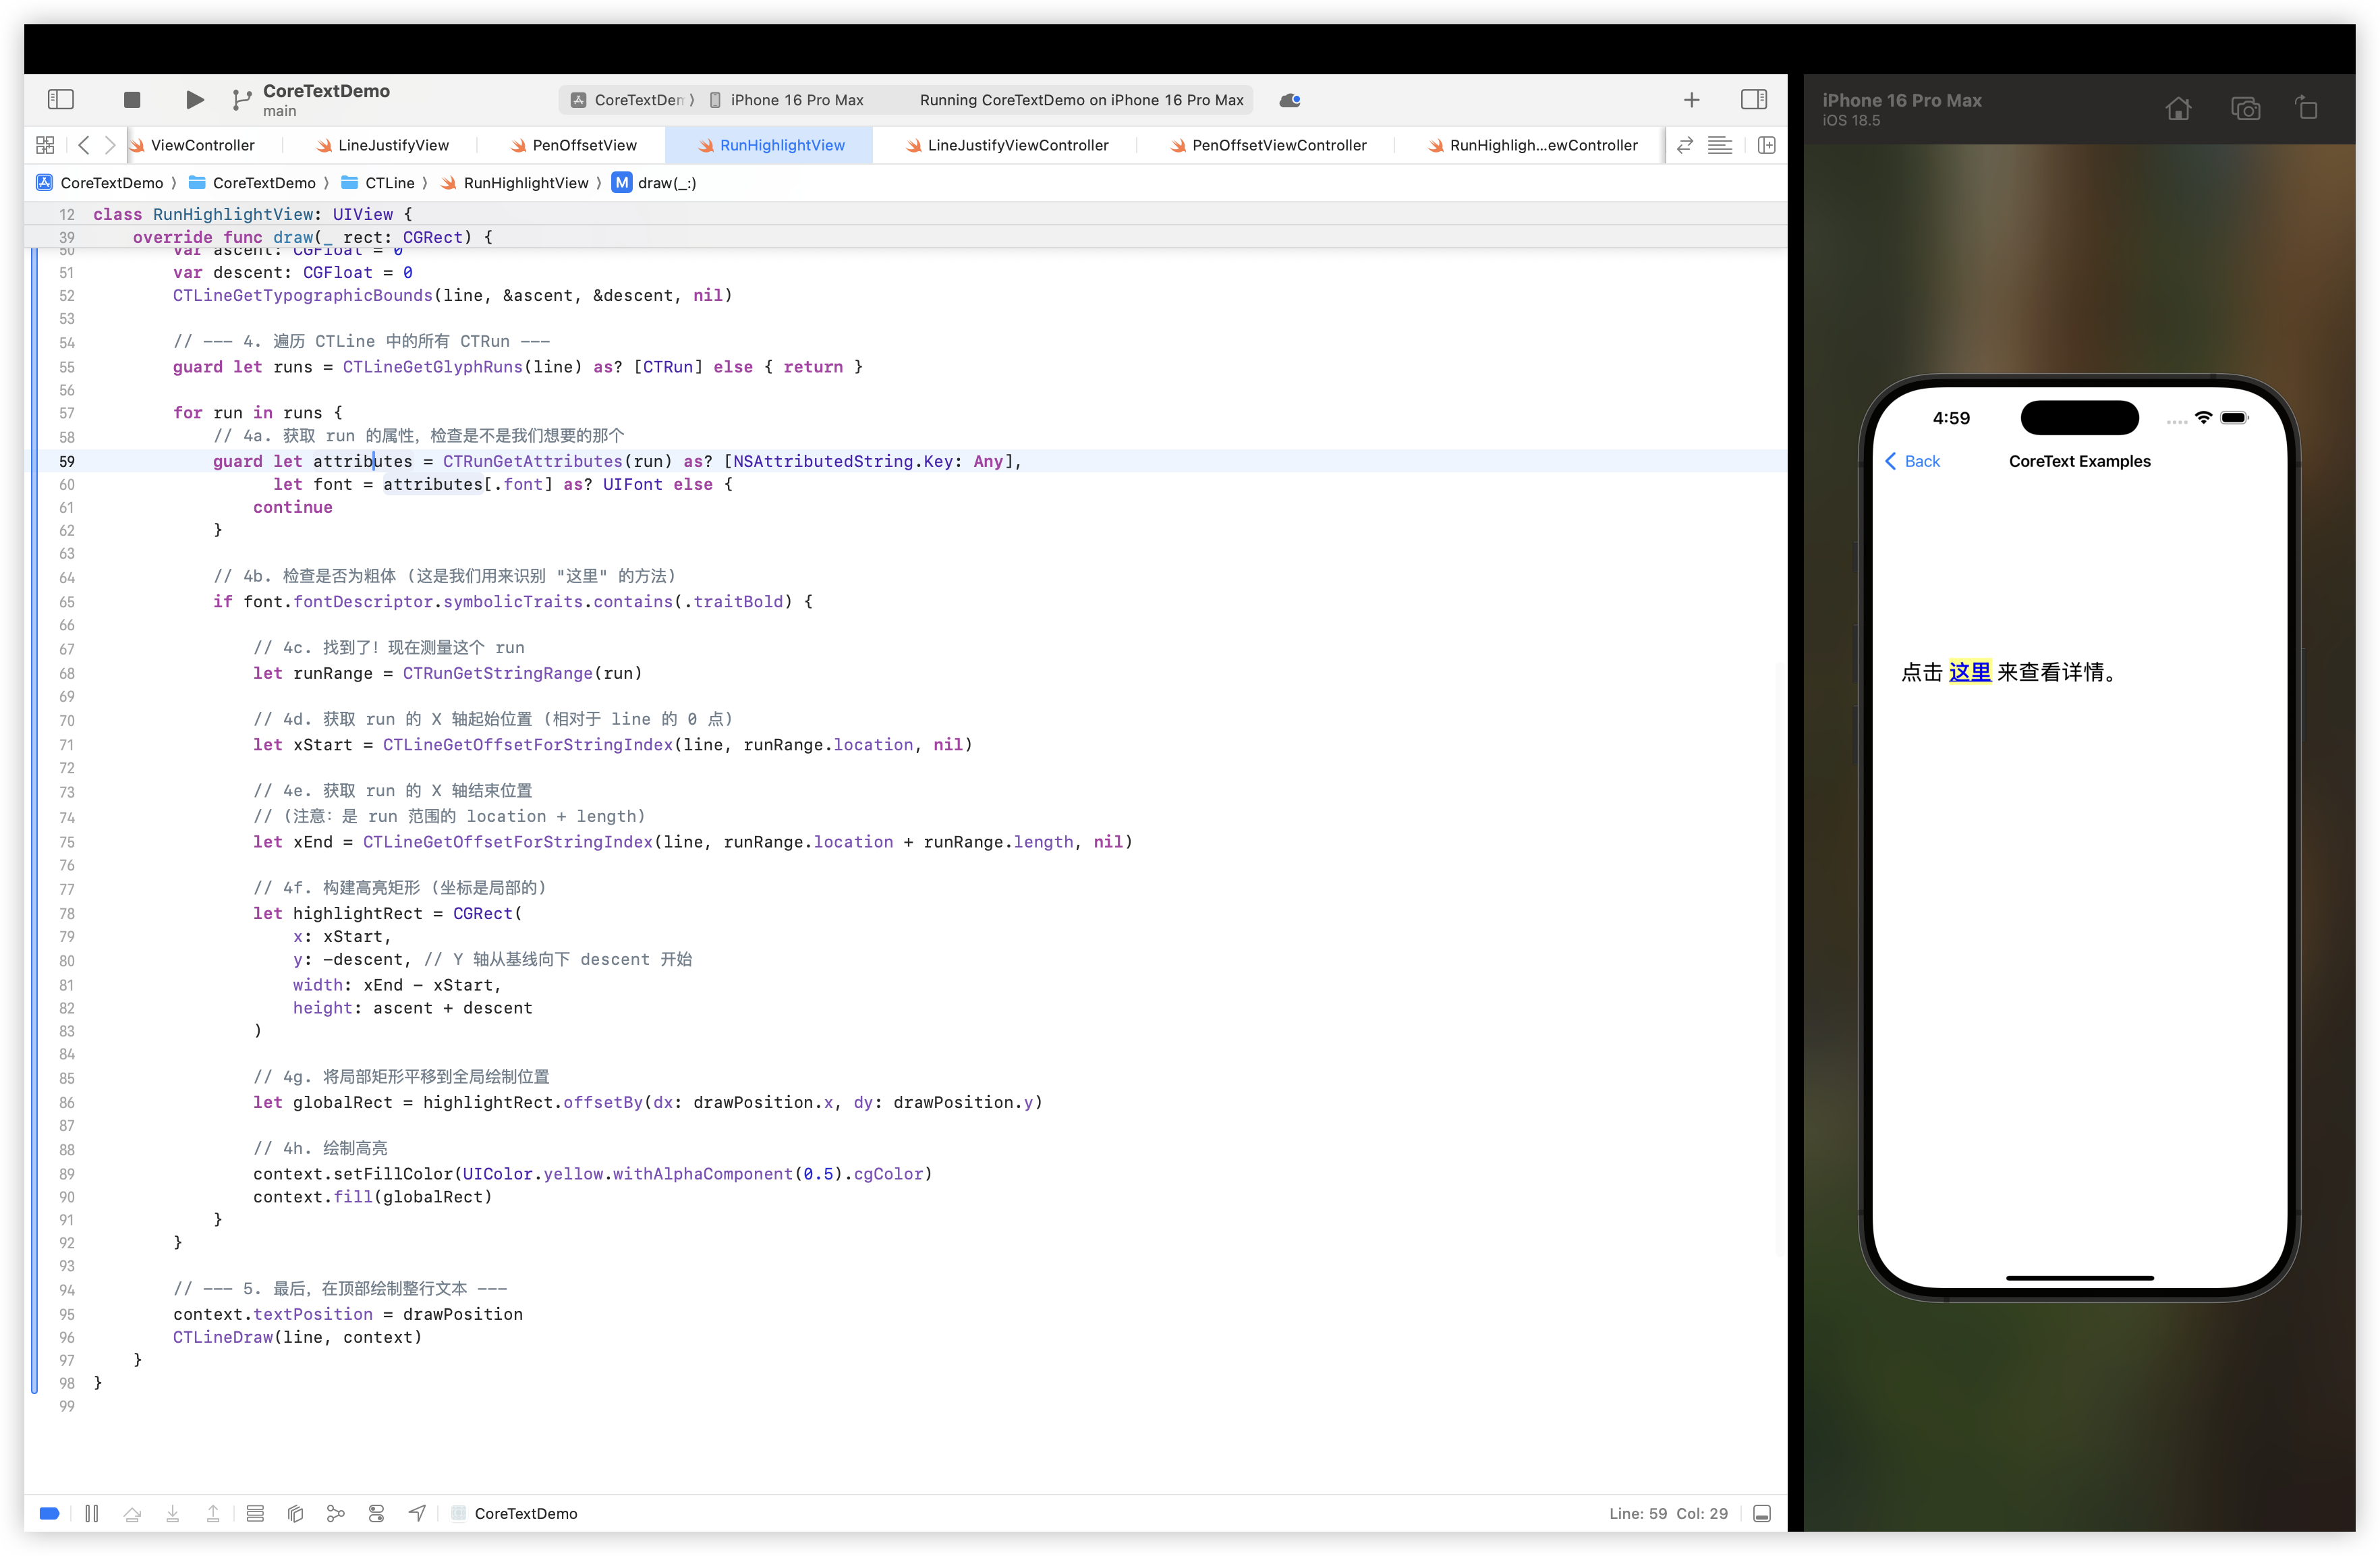 CoreTextDemo
main
CoreTextDem 〉 iPhone 16 Pro Max Running CoreTextDemo on iPhone 16 Pro Max
ViewController LineJustifyView PenOffsetView RunHighlightView LineJustifyViewController PenOffsetViewController RunHighligh...ewController
CoreTextDemo 〉 CoreTextDemo 〉 CTLine 〉 RunHighlightView 〉 M draw(_:)
12 class RunHighlightView: UIView {
39 override func draw(_ rect: CGRect) {
50 var ascent: CGFloat = 0
51 var descent: CGFloat = 0
52 CTLineGetTypographicBounds(line, &ascent, &descent, nil)
53
54 // --- 4. 遍历 CTLine 中的所有 CTRun ---
55 guard let runs = CTLineGetGlyphRuns(line) as? [CTRun] else { return }
56
57 for run in runs {
58 // 4a. 获取 run 的属性，检查是不是我们想要的那个
59 guard let attributes = CTRunGetAttributes(run) as? [NSAttributedString.Key: Any],
60 let font = attributes[.font] as? UIFont else {
61 continue
62 }
63
64 // 4b. 检查是否为粗体 (这是我们用来识别 "这里" 的方法)
65 if font.fontDescriptor.symbolicTraits.contains(.traitBold) {
66
67 // 4c. 找到了！现在测量这个 run
68 let runRange = CTRunGetStringRange(run)
69
70 // 4d. 获取 run 的 X 轴起始位置 (相对于 line 的 0 点)
71 let xStart = CTLineGetOffsetForStringIndex(line, runRange.location, nil)
72
73 // 4e. 获取 run 的 X 轴结束位置
74 // (注意：是 run 范围的 location + length)
75 let xEnd = CTLineGetOffsetForStringIndex(line, runRange.location + runRange.length, nil)
76
77 // 4f. 构建高亮矩形 (坐标是局部的)
78 let highlightRect = CGRect(
79 x: xStart,
80 y: -descent, // Y 轴从基线向下 descent 开始
81 width: xEnd - xStart,
82 height: ascent + descent
83 )
84
85 // 4g. 将局部矩形平移到全局绘制位置
86 let globalRect = highlightRect.offsetBy(dx: drawPosition.x, dy: drawPosition.y)
87
88 // 4h. 绘制高亮
89 context.setFillColor(UIColor.yellow.withAlphaComponent(0.5).cgColor)
90 context.fill(globalRect)
91 }
92 }
93
94 // --- 5. 最后，在顶部绘制整行文本 ---
95 context.textPosition = drawPosition
96 CTLineDraw(line, context)
97 }
98 }
99
CoreTextDemo Line: 59 Col: 29
iPhone 16 Pro Max
iOS 18.5
4:59
Back CoreText Examples
点击 这里 来查看详情。